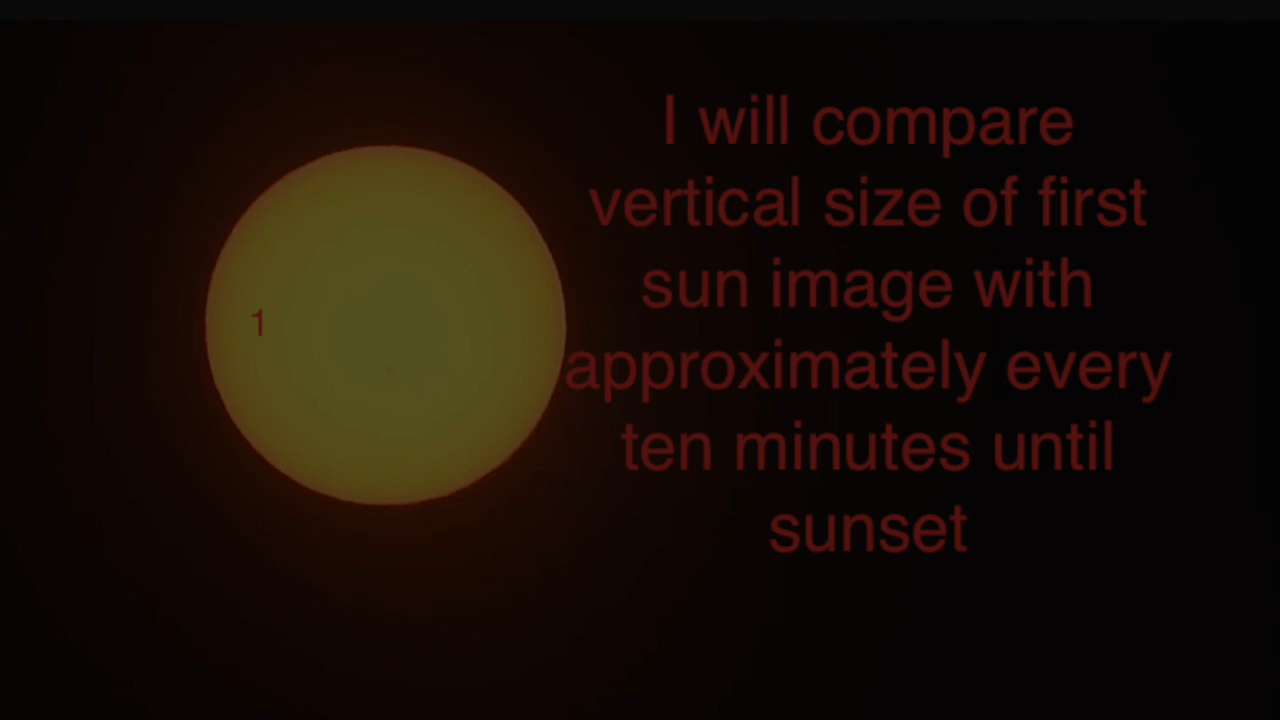 1
I will compare
vertical size of first
sun image with
approximately every
ten minutes until
sunset